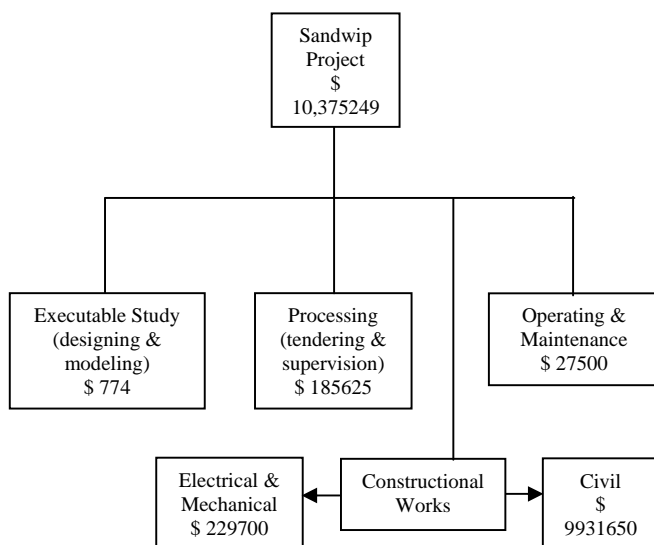 Sandwip
Project
$
10,375249
Executable Study
(designing &
modeling)
$ 774
Processing
(tendering &
supervision)
$ 185625
Operating &
Maintenance
$ 27500
Electrical &
Mechanical
$ 229700
Constructional
Works
Civil
$
9931650